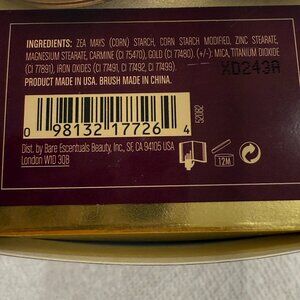 INGREDIENTS: ZEA MAYS (CORN) STARCH, CORN STARCH MODIFIED, ZINC STEARATE,
MAGNESIUM STEARATE, CARMINE (CI 75470), GOLD (CI 77480). (+/-): MICA, TITANIUM DIOXIDE
(CI 77891), IRON OXIDES (CI 77491, CI 77492, CI 77499).
PRODUCT MADE IN USA. BRUSH MADE IN CHINA.
XD243A
0 98132 17726 4
52082
Dist. by Bare Escentuals Beauty, Inc., SF, CA 94105 USA
London W1D 3QB
12M